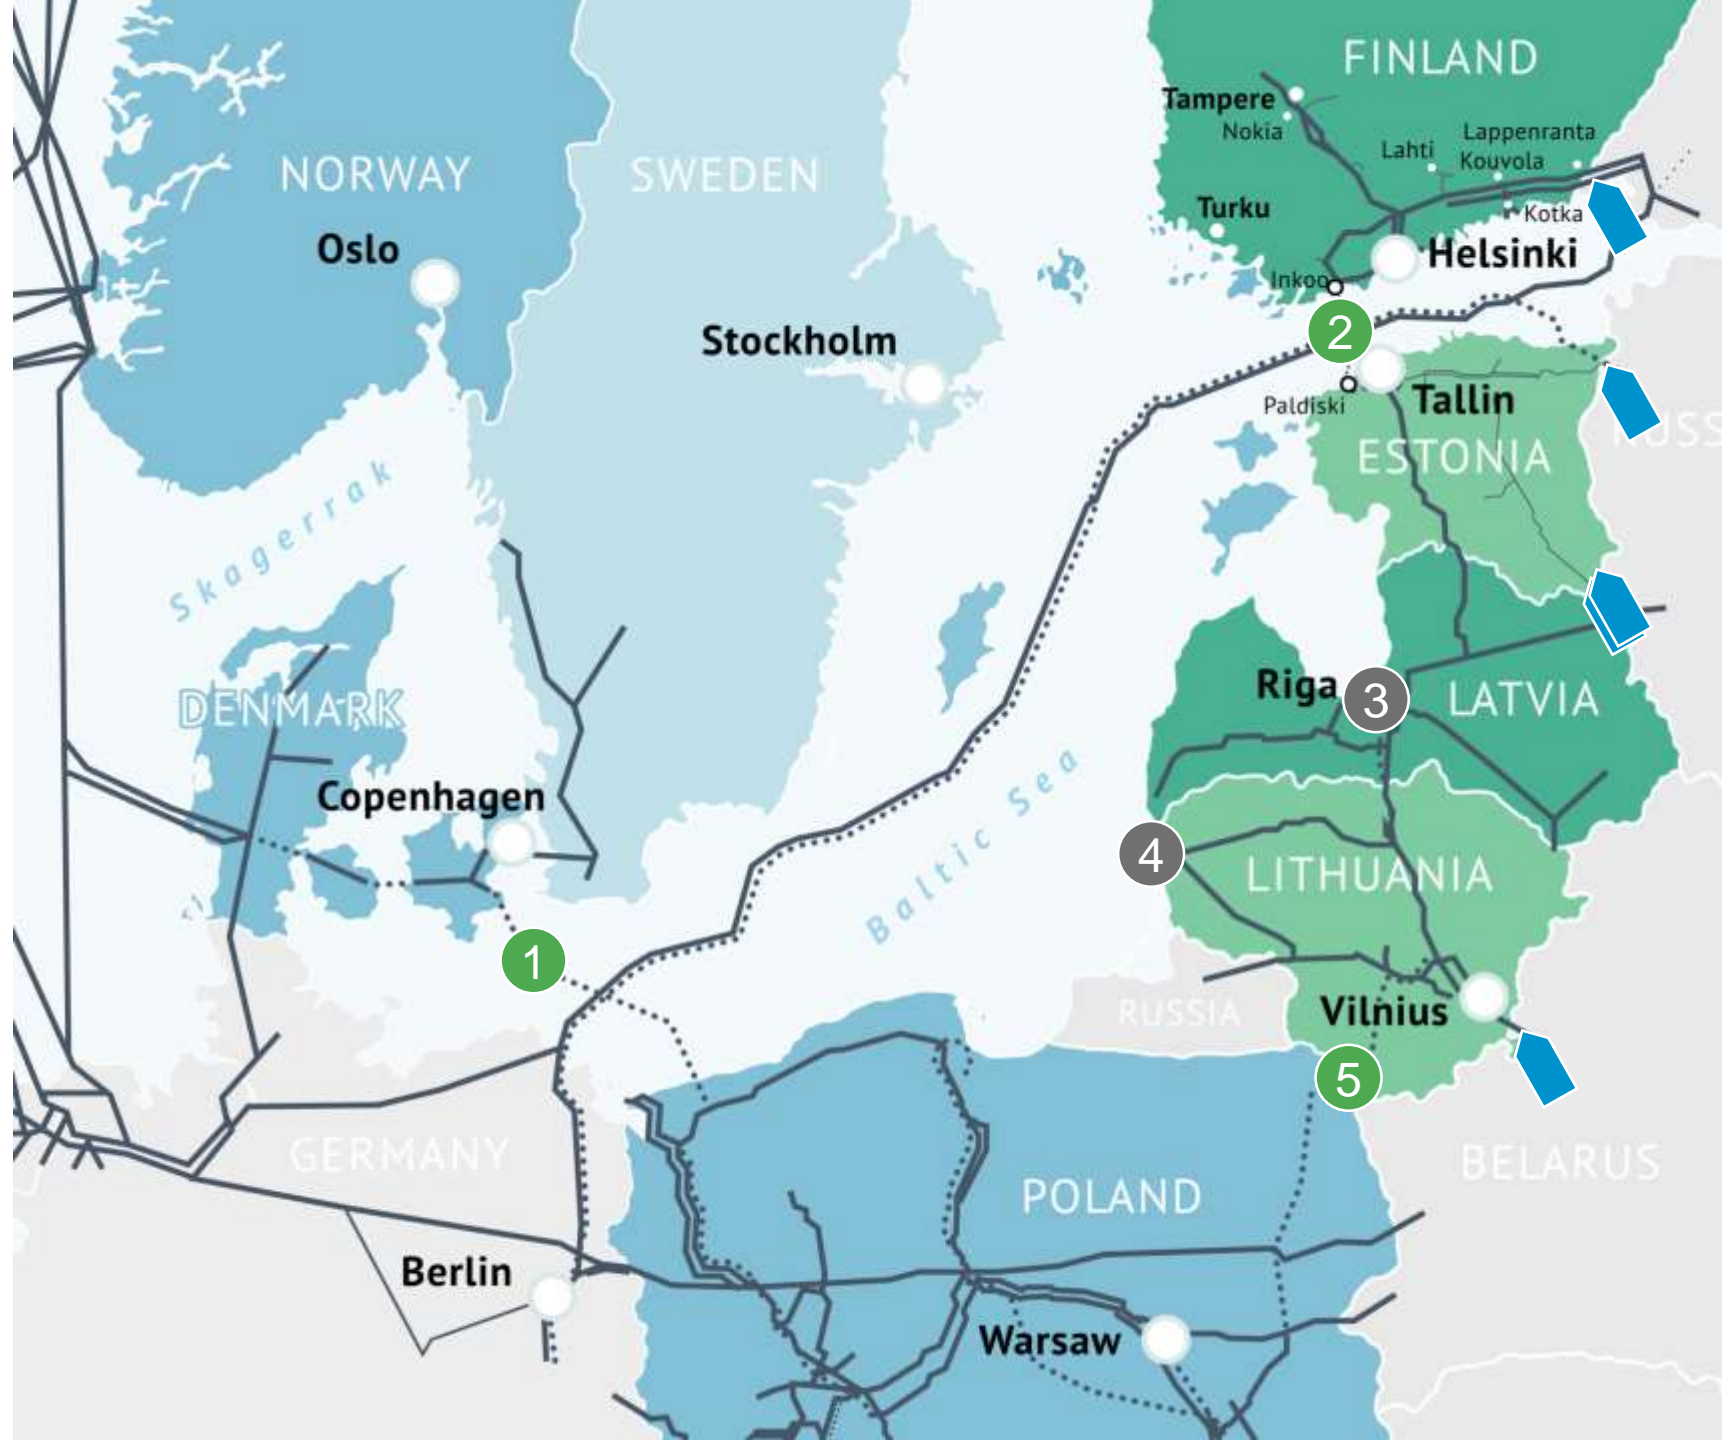 FINLAND
Tampere
Nokia
Lappenranta
Lahti
Kouvola
NORWAY
SWEDEN
Turku
Kotka
Oslo
Helsinki
Inkoo
2
Stockholm
Tallin
Paldiski
RUSS
ESTONIA
Skagerrak
Riga
3
LATVIA
DENMARK
Copenhagen
Baltic Sea
4
LITHUANIA
1
RUSSIA
Vilnius
5
GERMANY
BELARUS
POLAND
Berlin
Warsaw